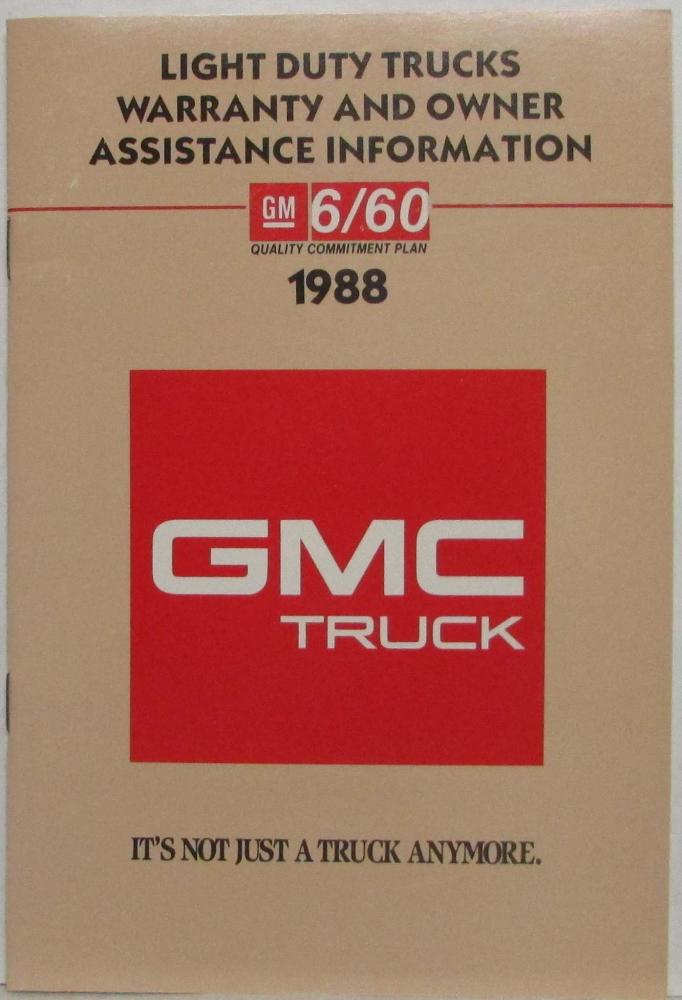 LIGHT DUTY TRUCKS
WARRANTY AND OWNER
ASSISTANCE INFORMATION
GM 6/60
QUALITY COMMITMENT PLAN
1988
GMC
TRUCK
IT'S NOT JUST A TRUCK ANYMORE.